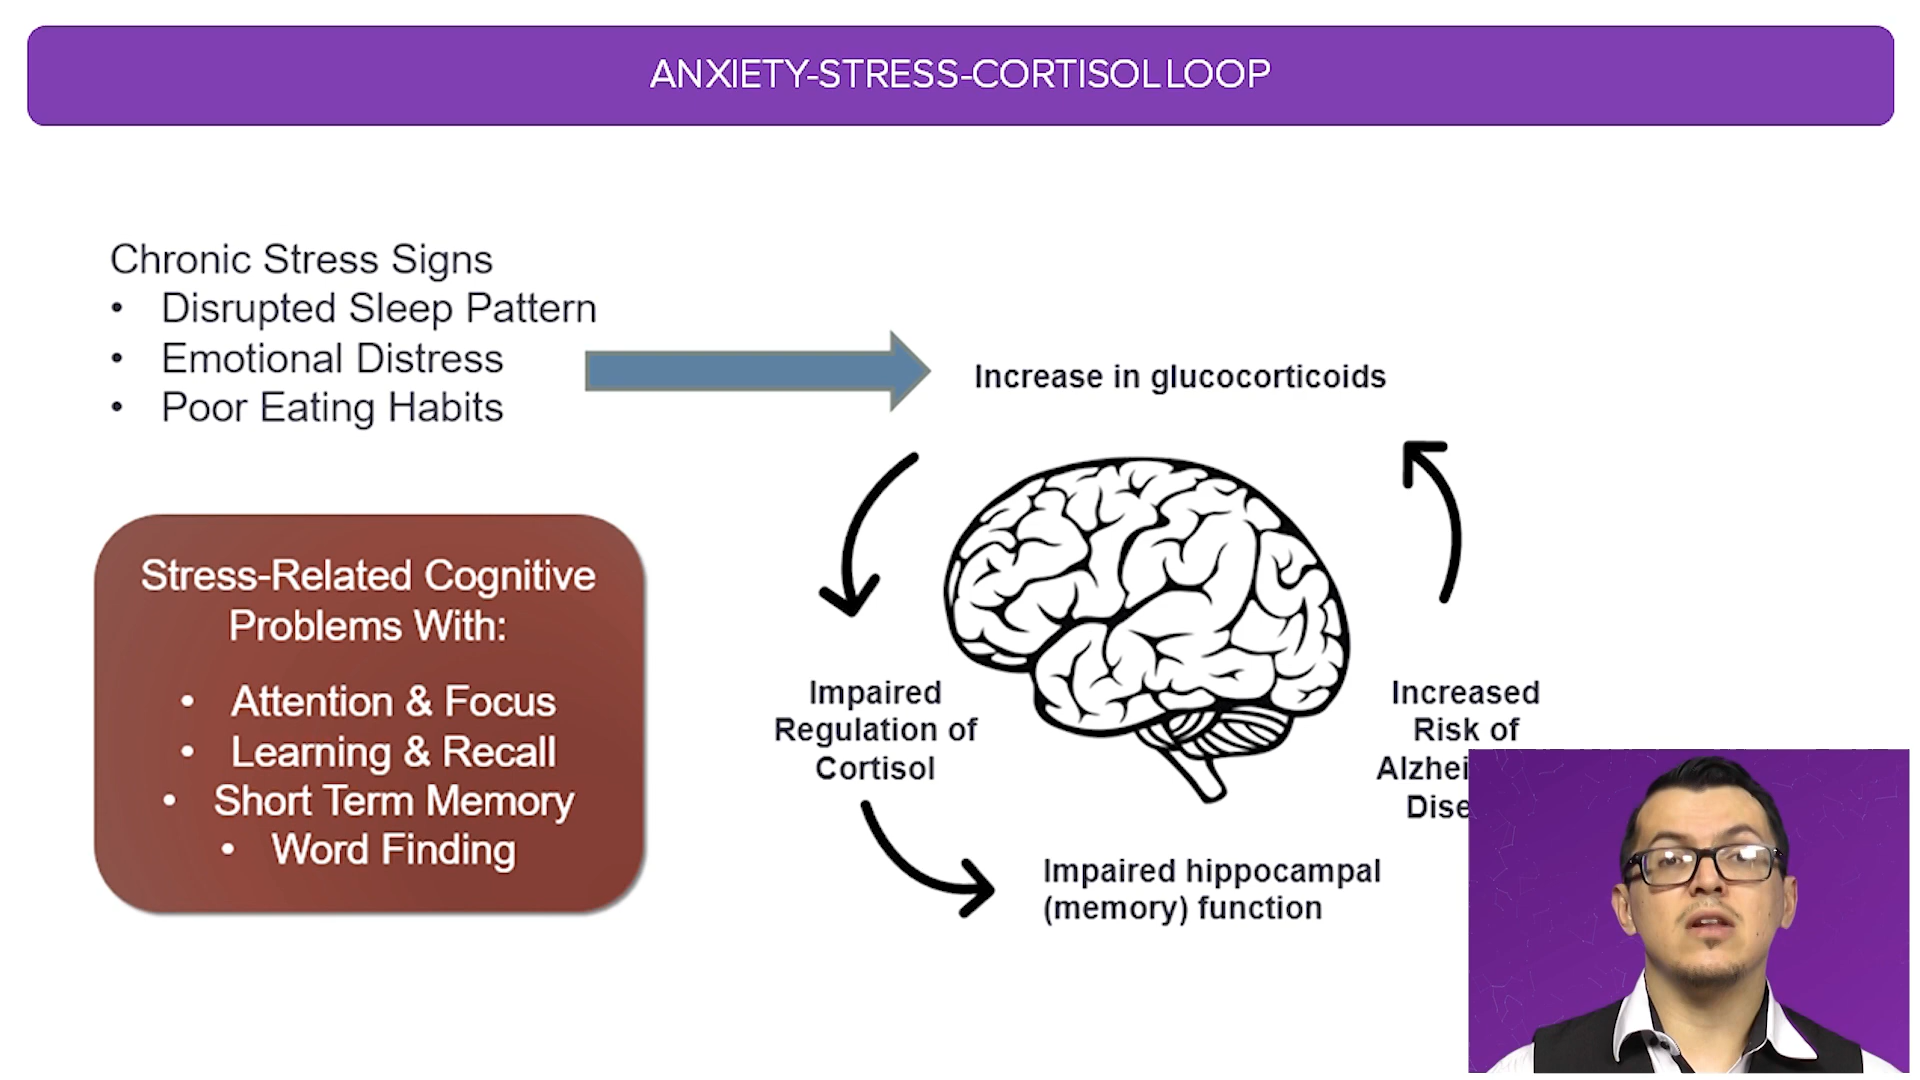 ANXIETY-STRESS-CORTISOL LOOP
Chronic Stress Signs
• Disrupted Sleep Pattern
• Emotional Distress
• Poor Eating Habits
Increase in glucocorticoids
Stress-Related Cognitive
Problems With:
• Attention & Focus
• Learning & Recall
• Short Term Memory
• Word Finding
Impaired
Regulation of
Cortisol
Impaired hippocampal
(memory) function
Increased
Risk of